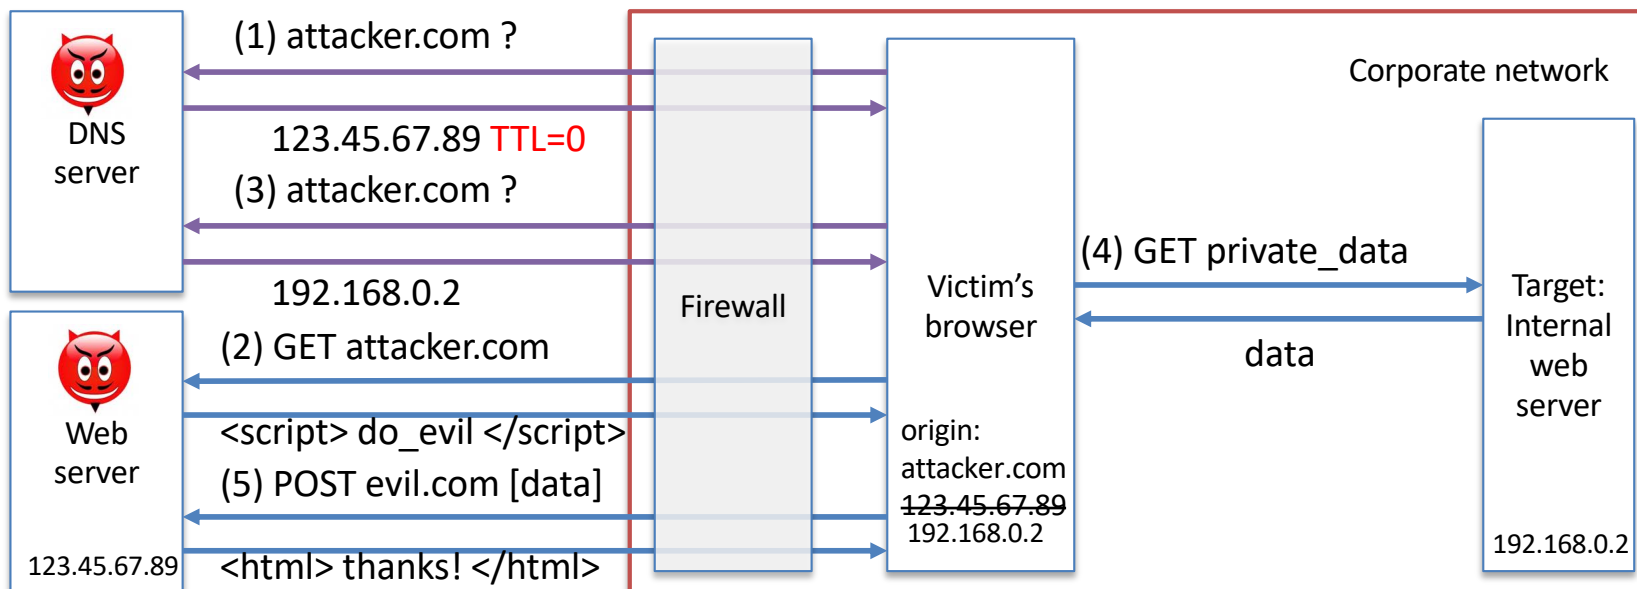 (1) attacker.com ?
123.45.67.89 TTL=0
(3) attacker.com ?
192.168.0.2
DNS
server
(2) GET attacker.com
<script> do_evil </script>
(5) POST evil.com [data]
<html> thanks! </html>
Web
server
123.45.67.89
Firewall
Victim's
browser
origin:
attacker.com
123.45.67.89
192.168.0.2
Corporate network
(4) GET private_data
data
Target:
Internal
web
server
192.168.0.2